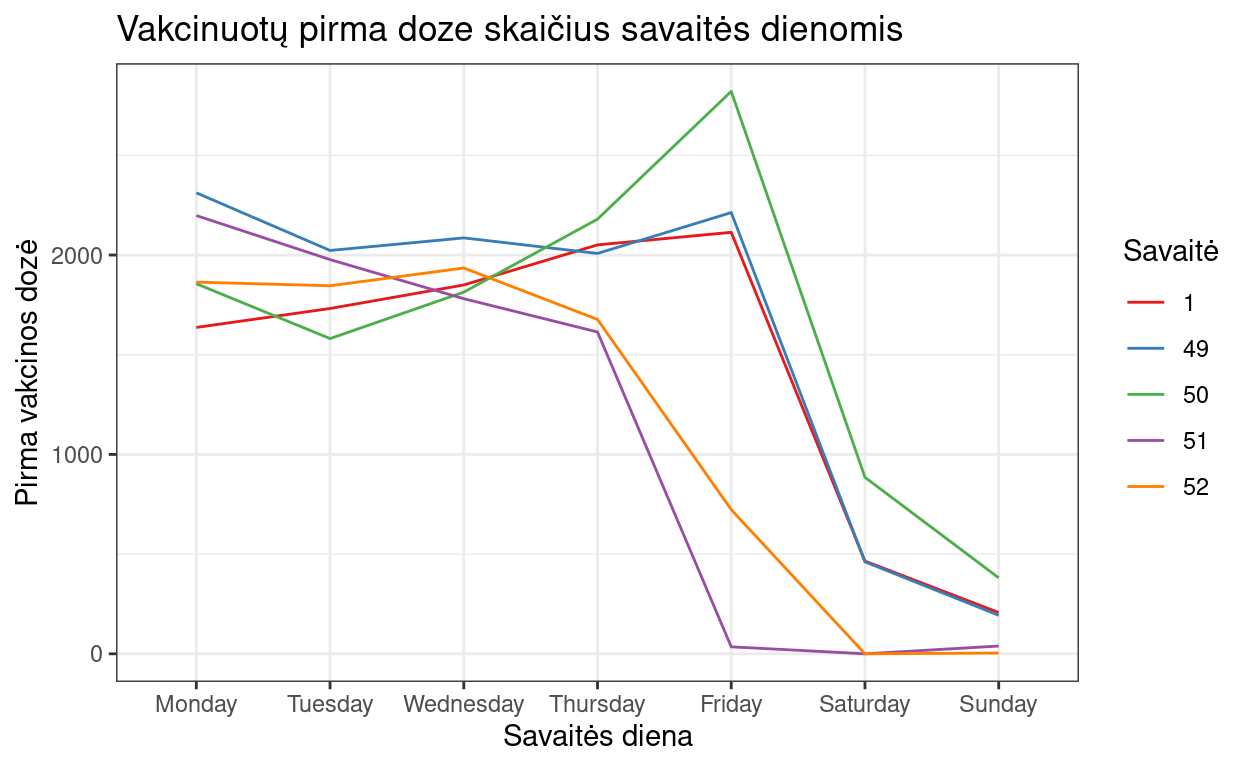 Vakcinuotų pirma doze skaičius savaitės dienomis
Pirma vakcinos dozė
2000
1000
0
Monday Tuesday Wednesday Thursday Friday Saturday Sunday
Savaitės diena
Savaitė
1
49
50
51
52